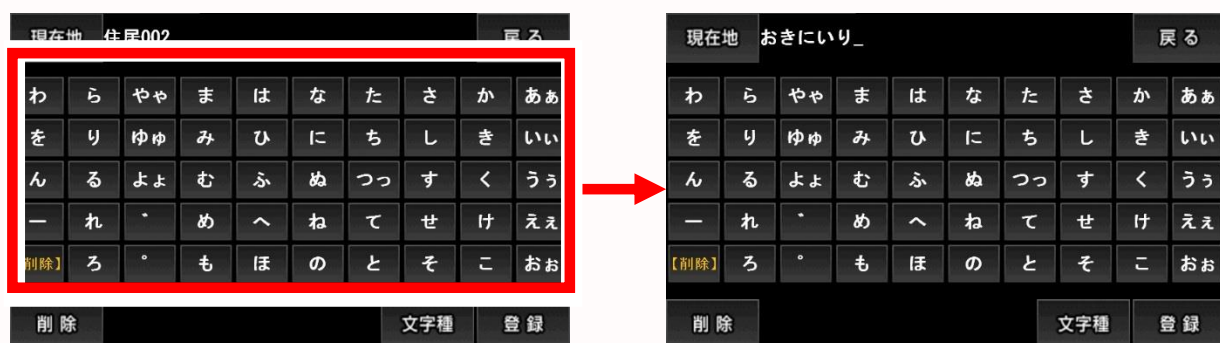 現在地 住居002 戻る
わ ら やゃ ま は な た さ か あぁ
を り ゆゅ み ひ に ち し き いぃ
ん る よょ む ふ ぬ つっ す く うぅ
ー れ ゛ め へ ね て せ け えぇ
【削除】 ろ ゜ も ほ の と そ こ おぉ
削除 文字種 登録
現在地 おきにいり_ 戻る
わ ら やゃ ま は な た さ か あぁ
を り ゆゅ み ひ に ち し き いぃ
ん る よょ む ふ ぬ つっ す く うぅ
ー れ ゛ め へ ね て せ け えぇ
【削除】 ろ ゜ も ほ の と そ こ おぉ
削除 文字種 登録